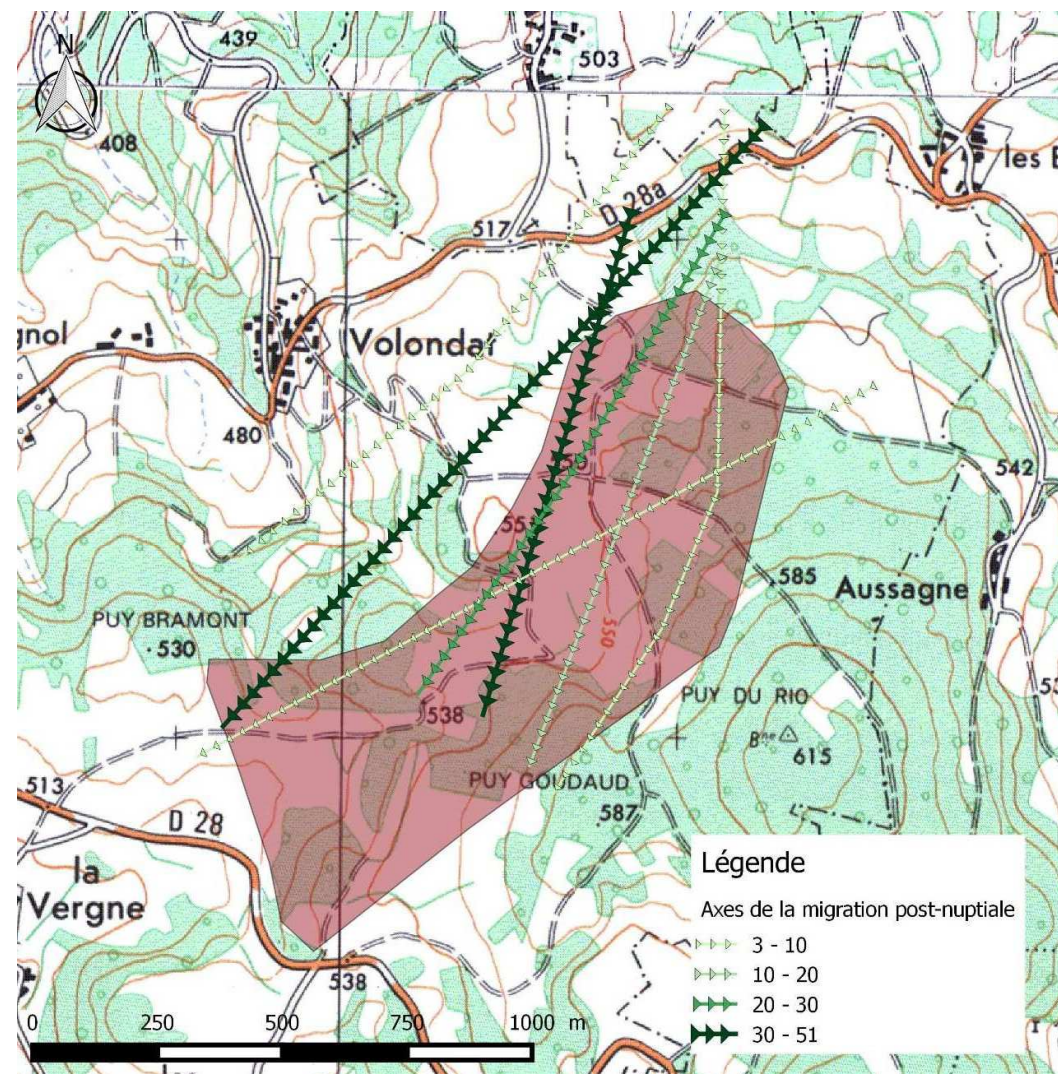 N
439
503
408
les
D 28a
517
gnol
Volondat
480
542
585
Aussagne
PUY BRAMONT
530
550
PUY DU RIO
538
Bne
615
513
PUY GOUDAUD
587
D 28
la
Vergne
538
Légende
Axes de la migration post-nuptiale
3 - 10
10 - 20
20 - 30
30 - 51
0 250 500 750 1000 m